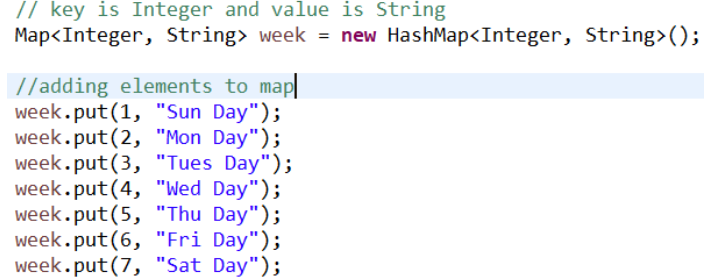 // key is Integer and value is String
Map<Integer, String> week = new HashMap<Integer, String>();
//adding elements to map
week.put(1, "Sun Day");
week.put(2, "Mon Day");
week.put(3, "Tues Day");
week.put(4, "Wed Day");
week.put(5, "Thu Day");
week.put(6, "Fri Day");
week.put(7, "Sat Day");